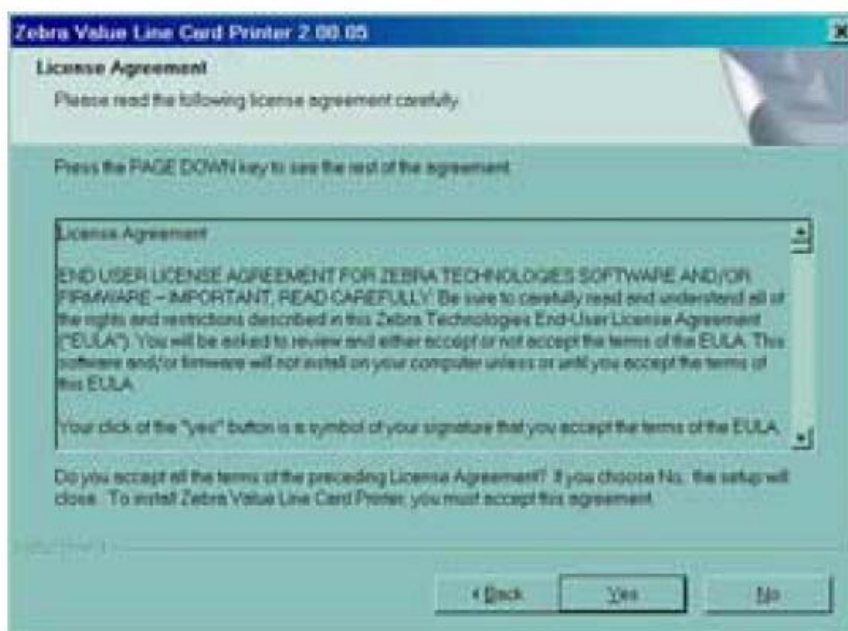 Zebra Value Line Card Printer 2.00.05
License Agreement
Please read the following license agreement carefully.
Press the PAGE DOWN key to see the rest of the agreement.
License Agreement
END USER LICENSE AGREEMENT FOR ZEBRA TECHNOLOGIES SOFTWARE AND/OR
FIRMWARE – IMPORTANT, READ CAREFULLY: Be sure to carefully read and understand all of
the rights and restrictions described in this Zebra Technologies End-User License Agreement
("EULA"). You will be asked to review and either accept or not accept the terms of the EULA. This
software and/or firmware will not install on your computer unless or until you accept the terms of
this EULA.
Your click of the "yes" button is a symbol of your signature that you accept the terms of the EULA.
Do you accept all the terms of the preceding License Agreement? If you choose No, the setup will
close. To install Zebra Value Line Card Printer, you must accept this agreement.
< Back
Yes
No